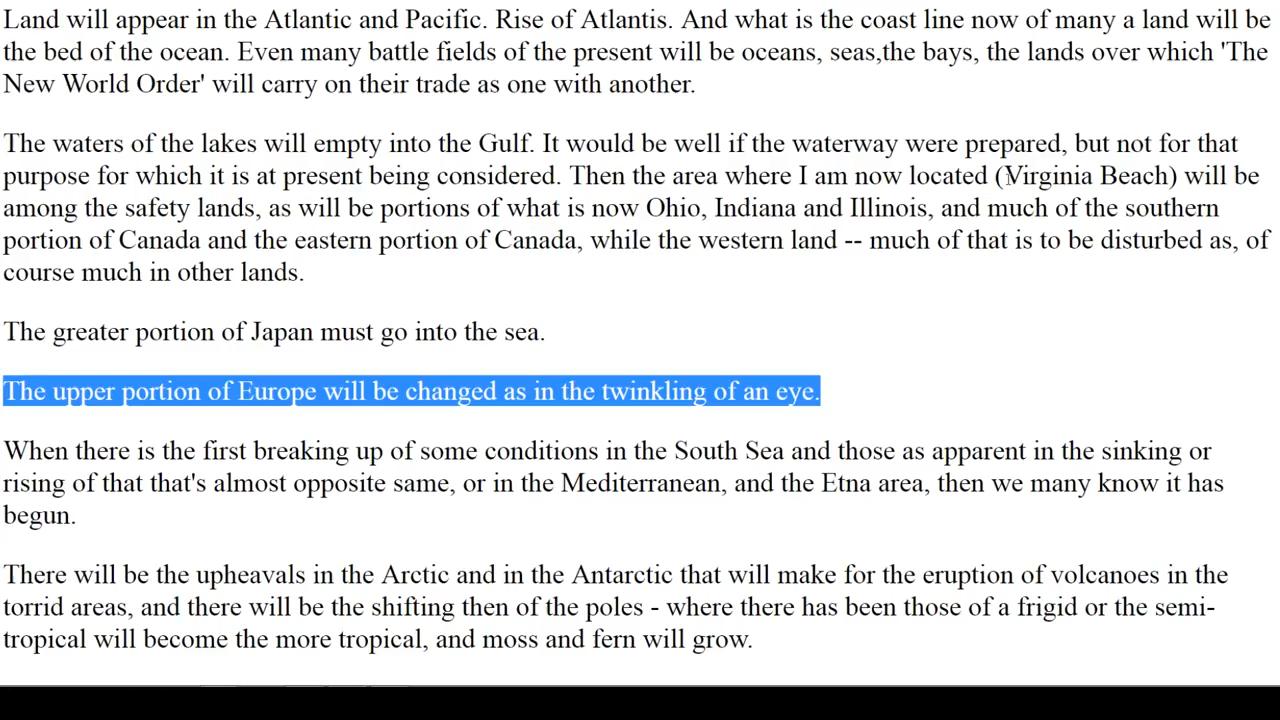 Land will appear in the Atlantic and Pacific. Rise of Atlantis. And what is the coast line now of many a land will be
the bed of the ocean. Even many battle fields of the present will be oceans, seas,the bays, the lands over which 'The
New World Order' will carry on their trade as one with another.
The waters of the lakes will empty into the Gulf. It would be well if the waterway were prepared, but not for that
purpose for which it is at present being considered. Then the area where I am now located (Virginia Beach) will be
among the safety lands, as will be portions of what is now Ohio, Indiana and Illinois, and much of the southern
portion of Canada and the eastern portion of Canada, while the western land -- much of that is to be disturbed as, of
course much in other lands.
The greater portion of Japan must go into the sea.
The upper portion of Europe will be changed as in the twinkling of an eye.
When there is the first breaking up of some conditions in the South Sea and those as apparent in the sinking or
rising of that that's almost opposite same, or in the Mediterranean, and the Etna area, then we many know it has
begun.
There will be the upheavals in the Arctic and in the Antarctic that will make for the eruption of volcanoes in the
torrid areas, and there will be the shifting then of the poles - where there has been those of a frigid or the semi-
tropical will become the more tropical, and moss and fern will grow.